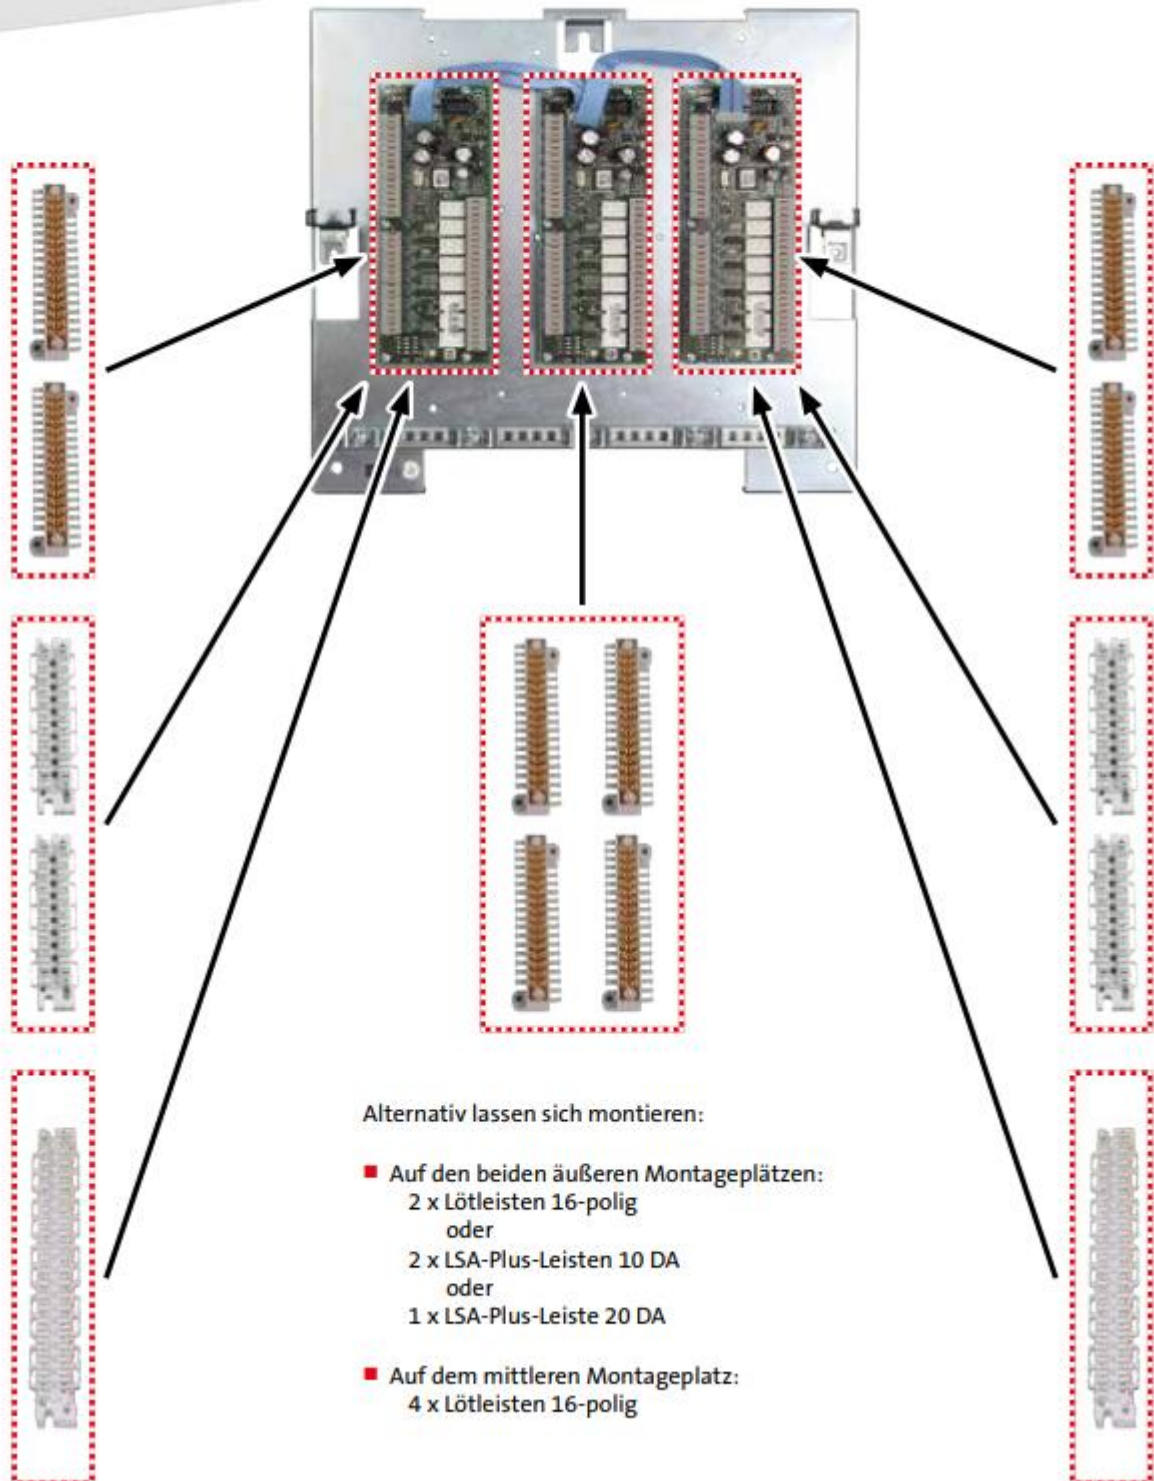 Alternativ lassen sich montieren:
■ Auf den beiden äußeren Montageplätzen:
2 x Lötleisten 16-polig
oder
2 x LSA-Plus-Leisten 10 DA
oder
1 x LSA-Plus-Leiste 20 DA
■ Auf dem mittleren Montageplatz:
4 x Lötleisten 16-polig